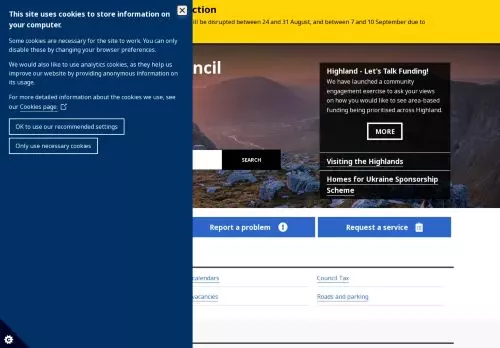 This site uses cookies to store information on
your computer.
Some cookies are necessary for the site to work. You can only
disable these by changing your browser preferences.
We would also like to use analytics cookies, as they help us
improve our website by providing anonymous information on
its usage.
For more detailed information about the cookies we use, see
our Cookies page.
OK to use our recommended settings
Only use necessary cookies
ction
ill be disrupted between 24 and 31 August, and between 7 and 10 September due to
ncil
SEARCH
Highland - Let's Talk Funding!
We have launched a community
engagement exercise to ask your views
on how you would like to see area-based
funding being prioritised across Highland.
MORE
Visiting the Highlands
Homes for Ukraine Sponsorship
Scheme
Report a problem
Request a service
calendars
Council Tax
vacancies
Roads and parking